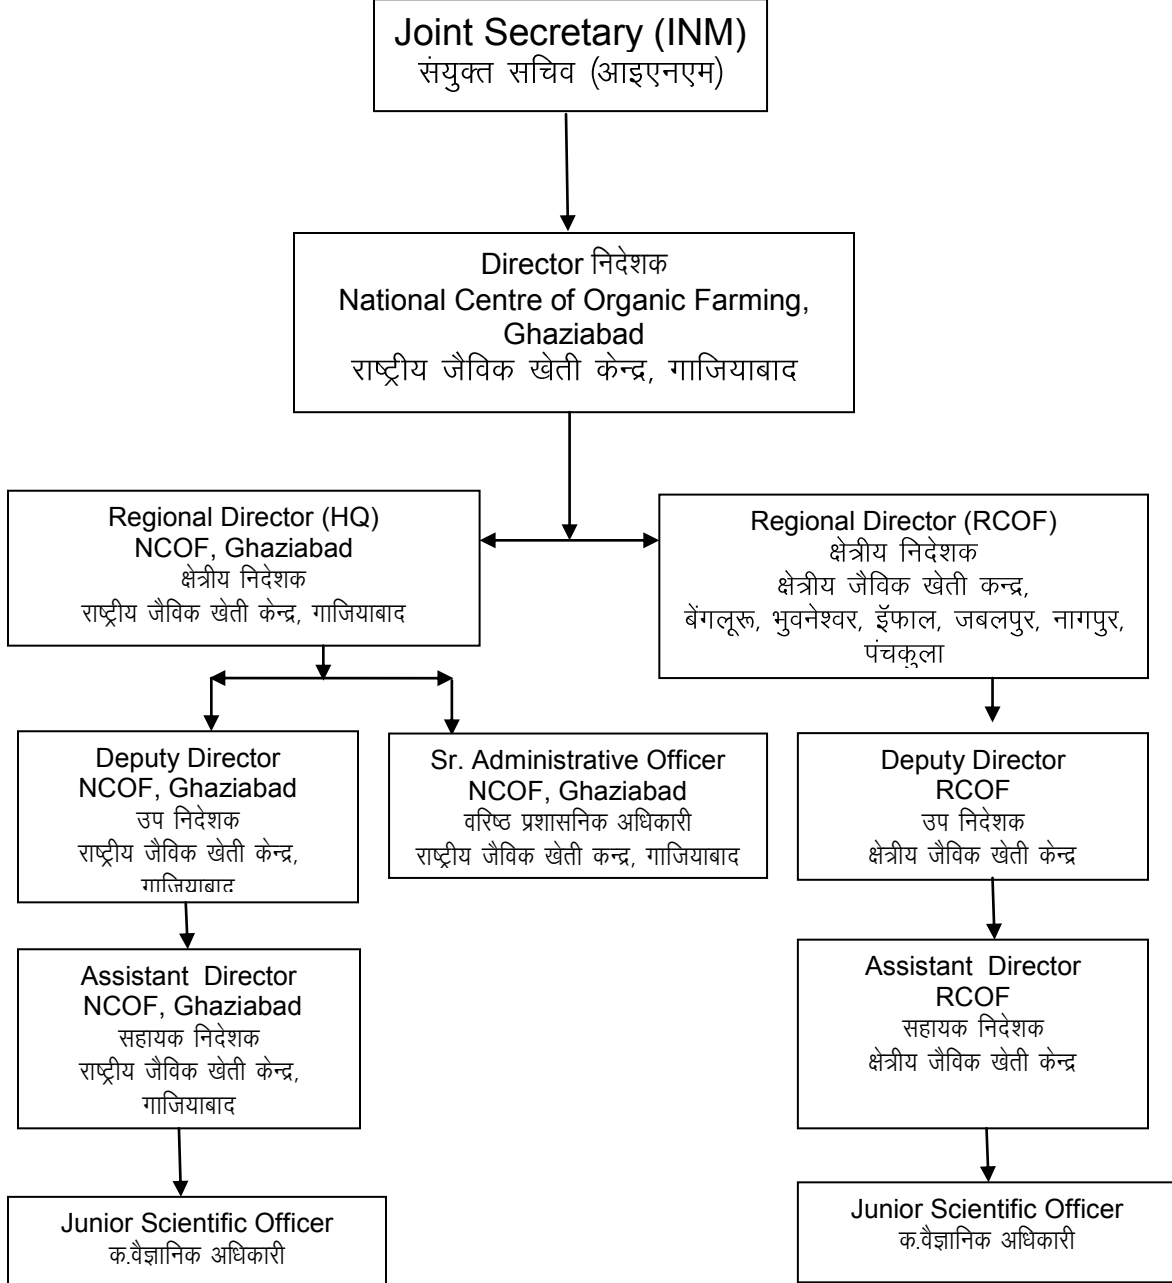 Joint Secretary (INM)
संयुक्त सचिव (आइएनएम)
Director निदेशक
National Centre of Organic Farming,
Ghaziabad
राष्ट्रीय जैविक खेती केन्द्र, गाजियाबाद
Regional Director (HQ)
NCOF, Ghaziabad
क्षेत्रीय निदेशक
राष्ट्रीय जैविक खेती केन्द्र, गाजियाबाद
Regional Director (RCOF)
क्षेत्रीय निदेशक
क्षेत्रीय जैविक खेती कन्द्र,
बेंगलूरू, भुवनेश्वर, इॅफाल, जबलपुर, नागपुर,
पंचकुला
Deputy Director
NCOF, Ghaziabad
उप निदेशक
राष्ट्रीय जैविक खेती केन्द्र,
गाजियाबाद
Sr. Administrative Officer
NCOF, Ghaziabad
वरिष्ठ प्रशासनिक अधिकारी
राष्ट्रीय जैविक खेती कन्द्र, गाजियाबाद
Deputy Director
RCOF
उप निदेशक
क्षेत्रीय जैविक खेती केन्द्र
Assistant Director
NCOF, Ghaziabad
सहायक निदेशक
राष्ट्रीय जैविक खेती केन्द्र,
गाजियाबाद
Assistant Director
RCOF
सहायक निदेशक
क्षेत्रीय जैविक खेती केन्द्र
Junior Scientific Officer
क.वैज्ञानिक अधिकारी
Junior Scientific Officer
क.वैज्ञानिक अधिकारी